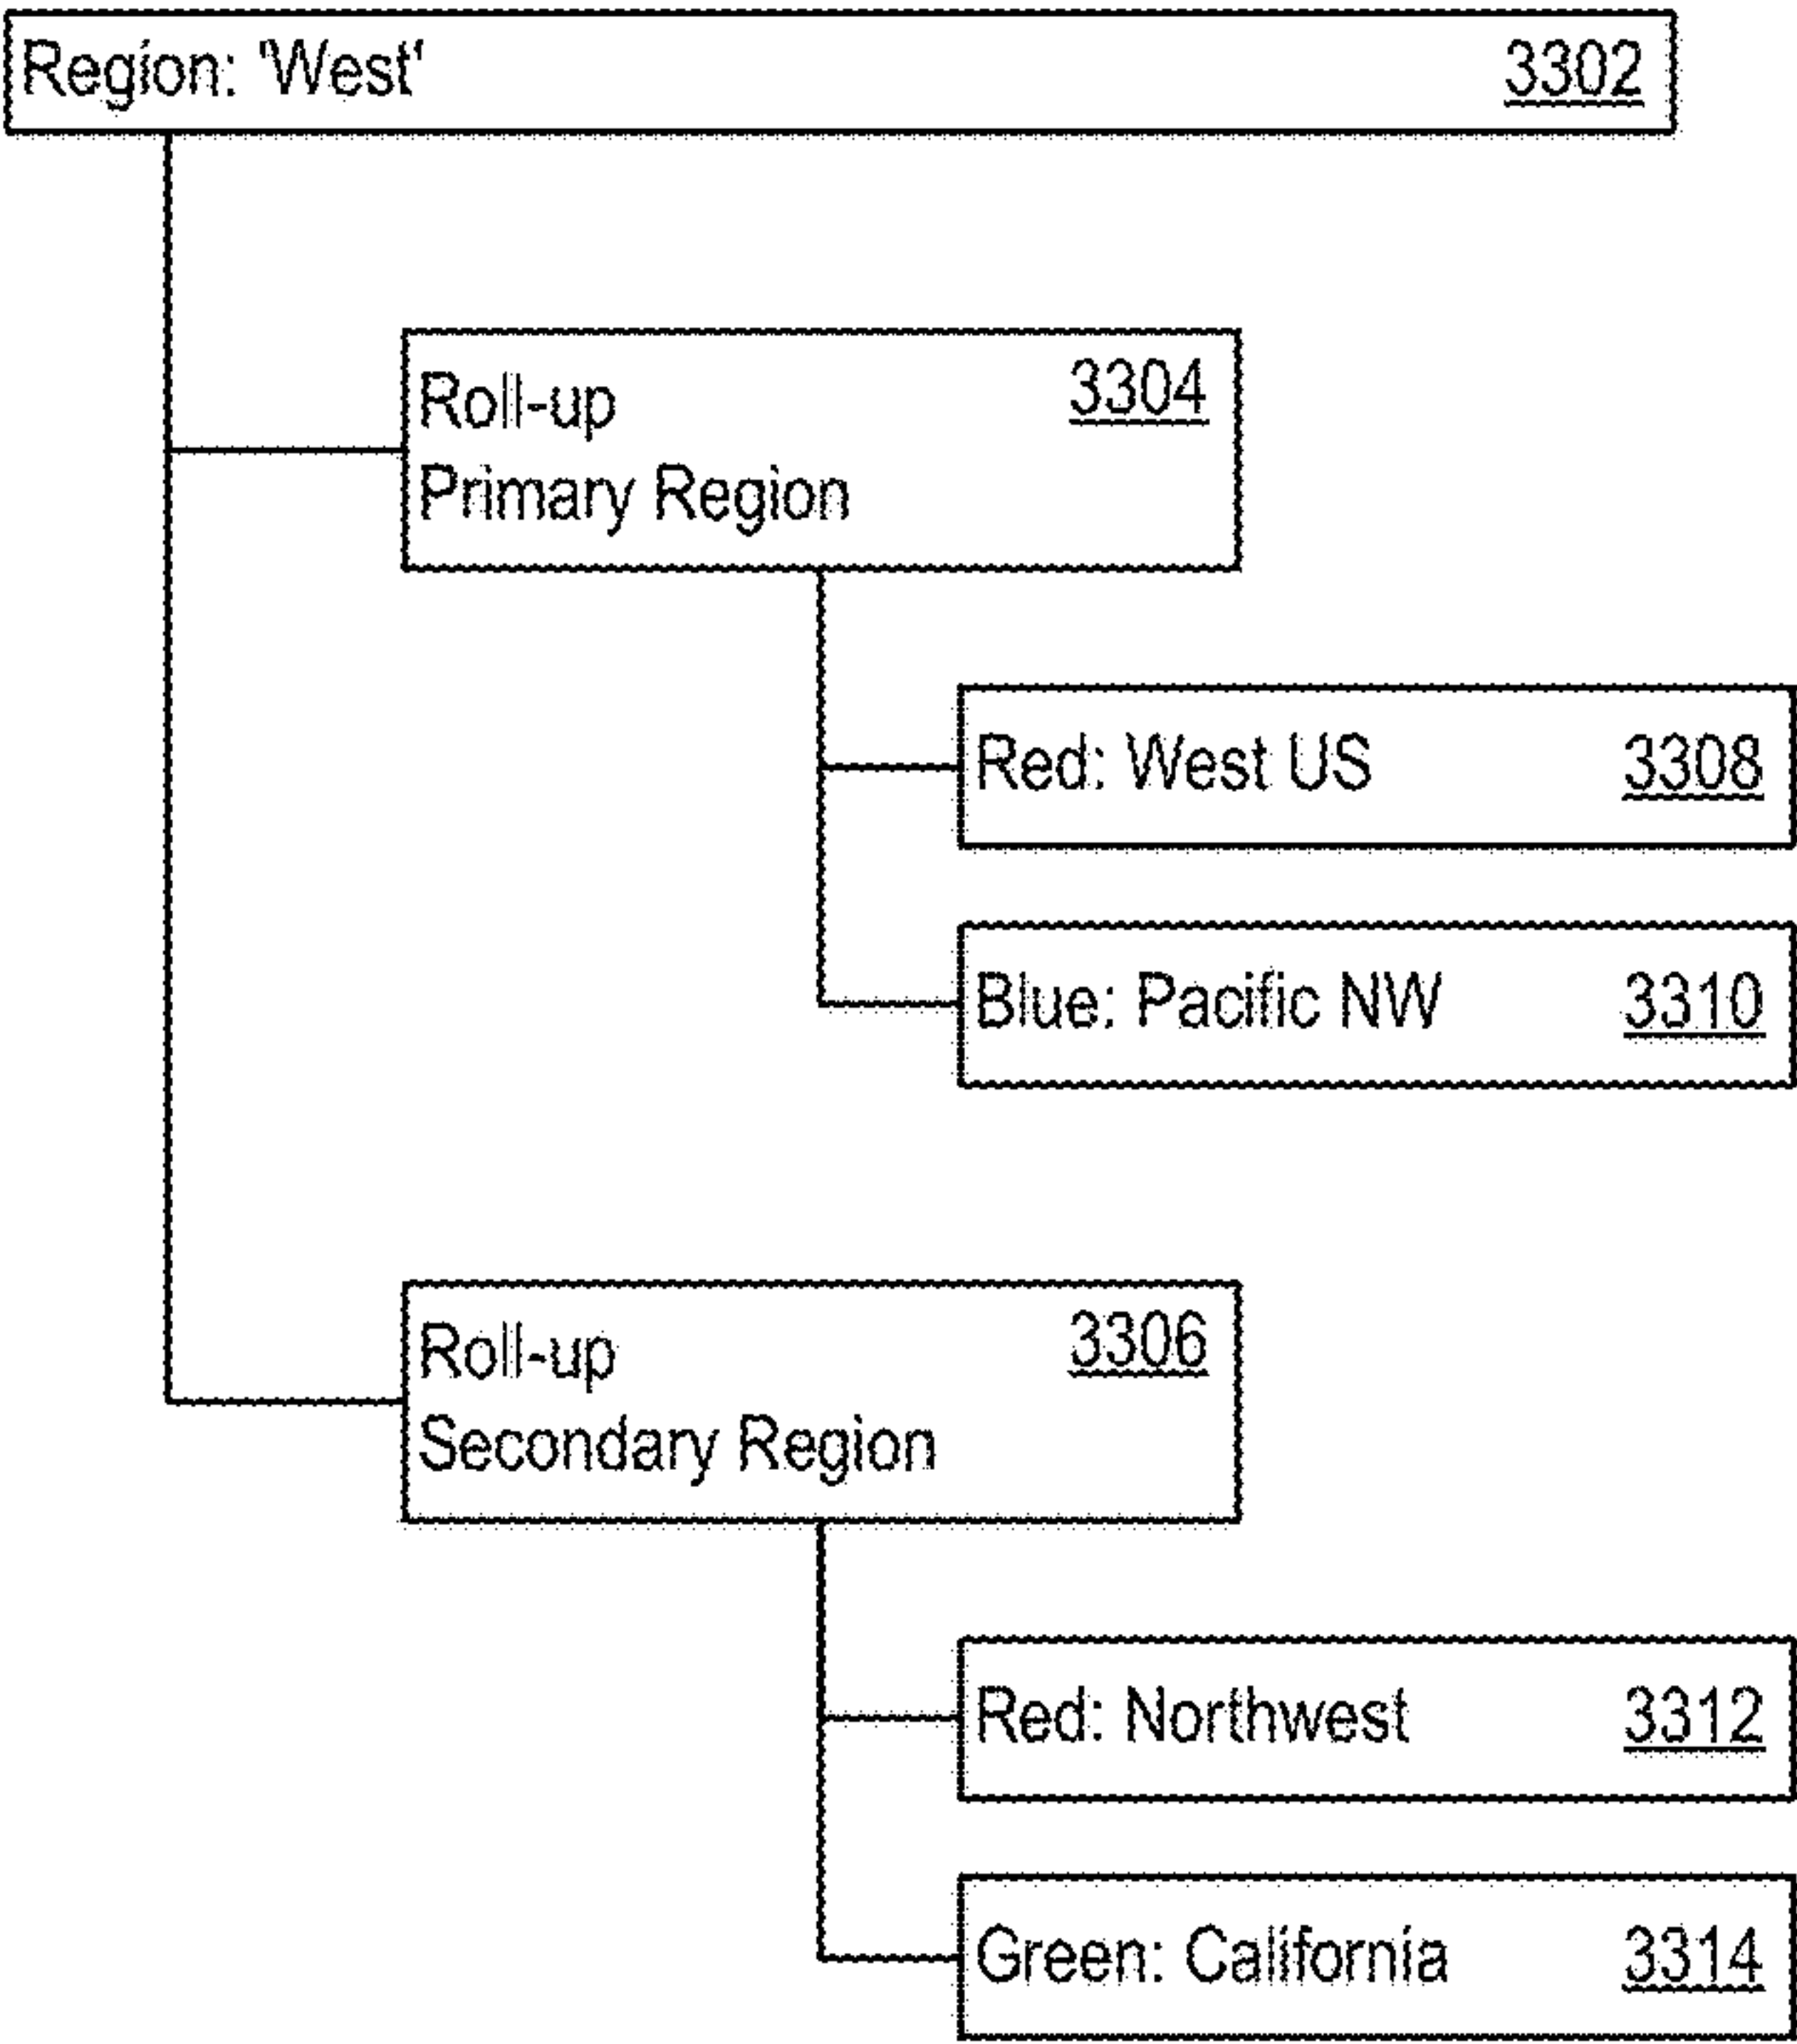 Region: 'West' 3302
Roll-up 3304
Primary Region
Red: West US 3308
Blue: Pacific NW 3310
Roll-up 3306
Secondary Region
Red: Northwest 3312
Green: California 3314